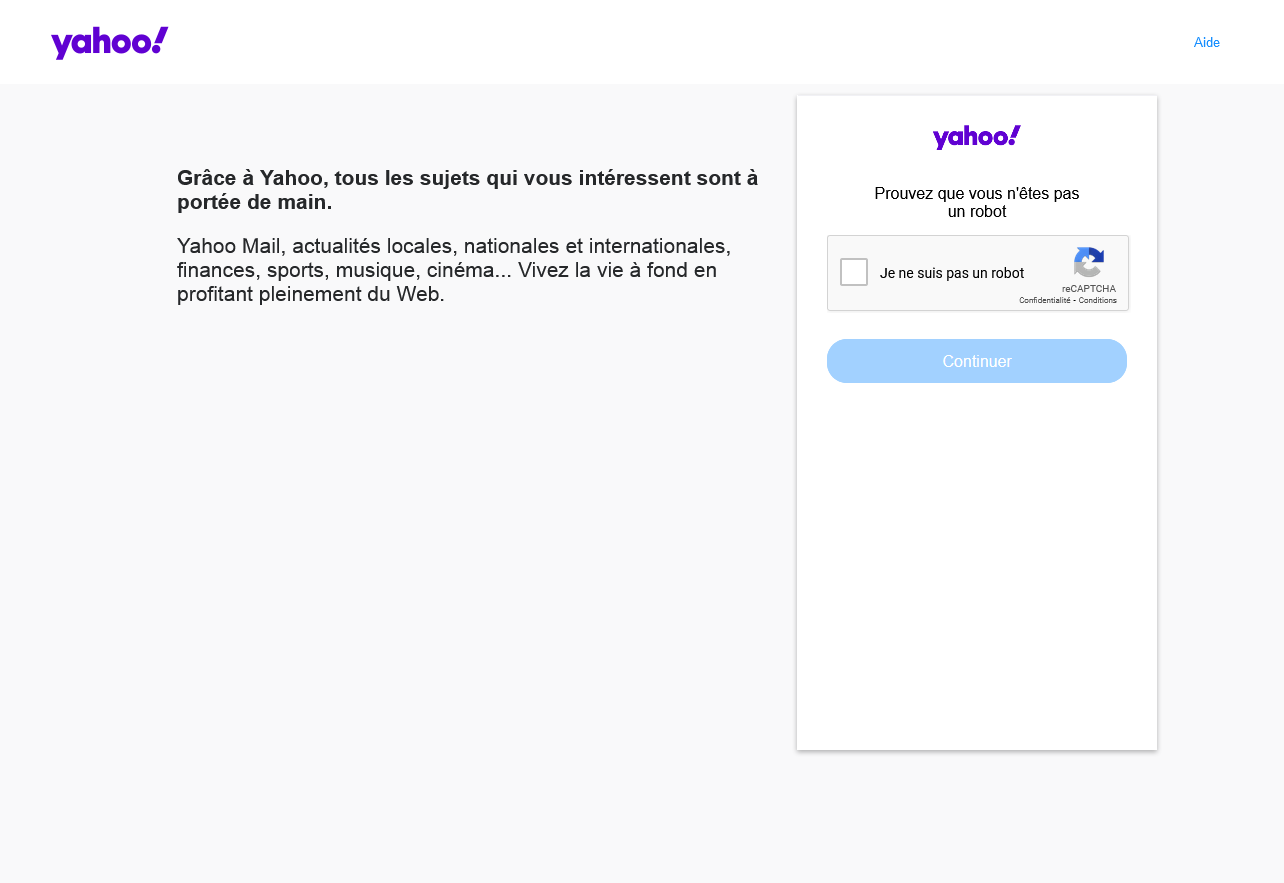 yahoo!
Aide
Grâce à Yahoo, tous les sujets qui vous intéressent sont à
portée de main.
Yahoo Mail, actualités locales, nationales et internationales,
finances, sports, musique, cinéma... Vivez la vie à fond en
profitant pleinement du Web.
yahoo!
Prouvez que vous n'êtes pas
un robot
Je ne suis pas un robot
reCAPTCHA
Confidentialité - Conditions
Continuer